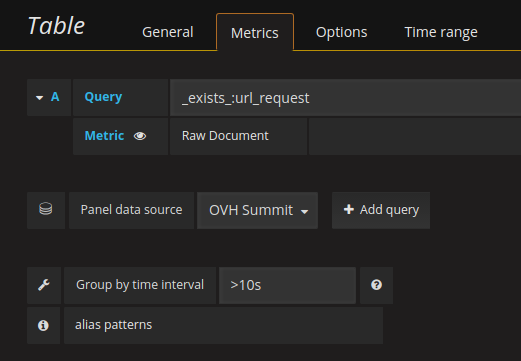 Table General Metrics Options Time range
A Query _exists_:url_request
Metric Raw Document
Panel data source OVH Summit + Add query
Group by time interval >10s ?
alias patterns